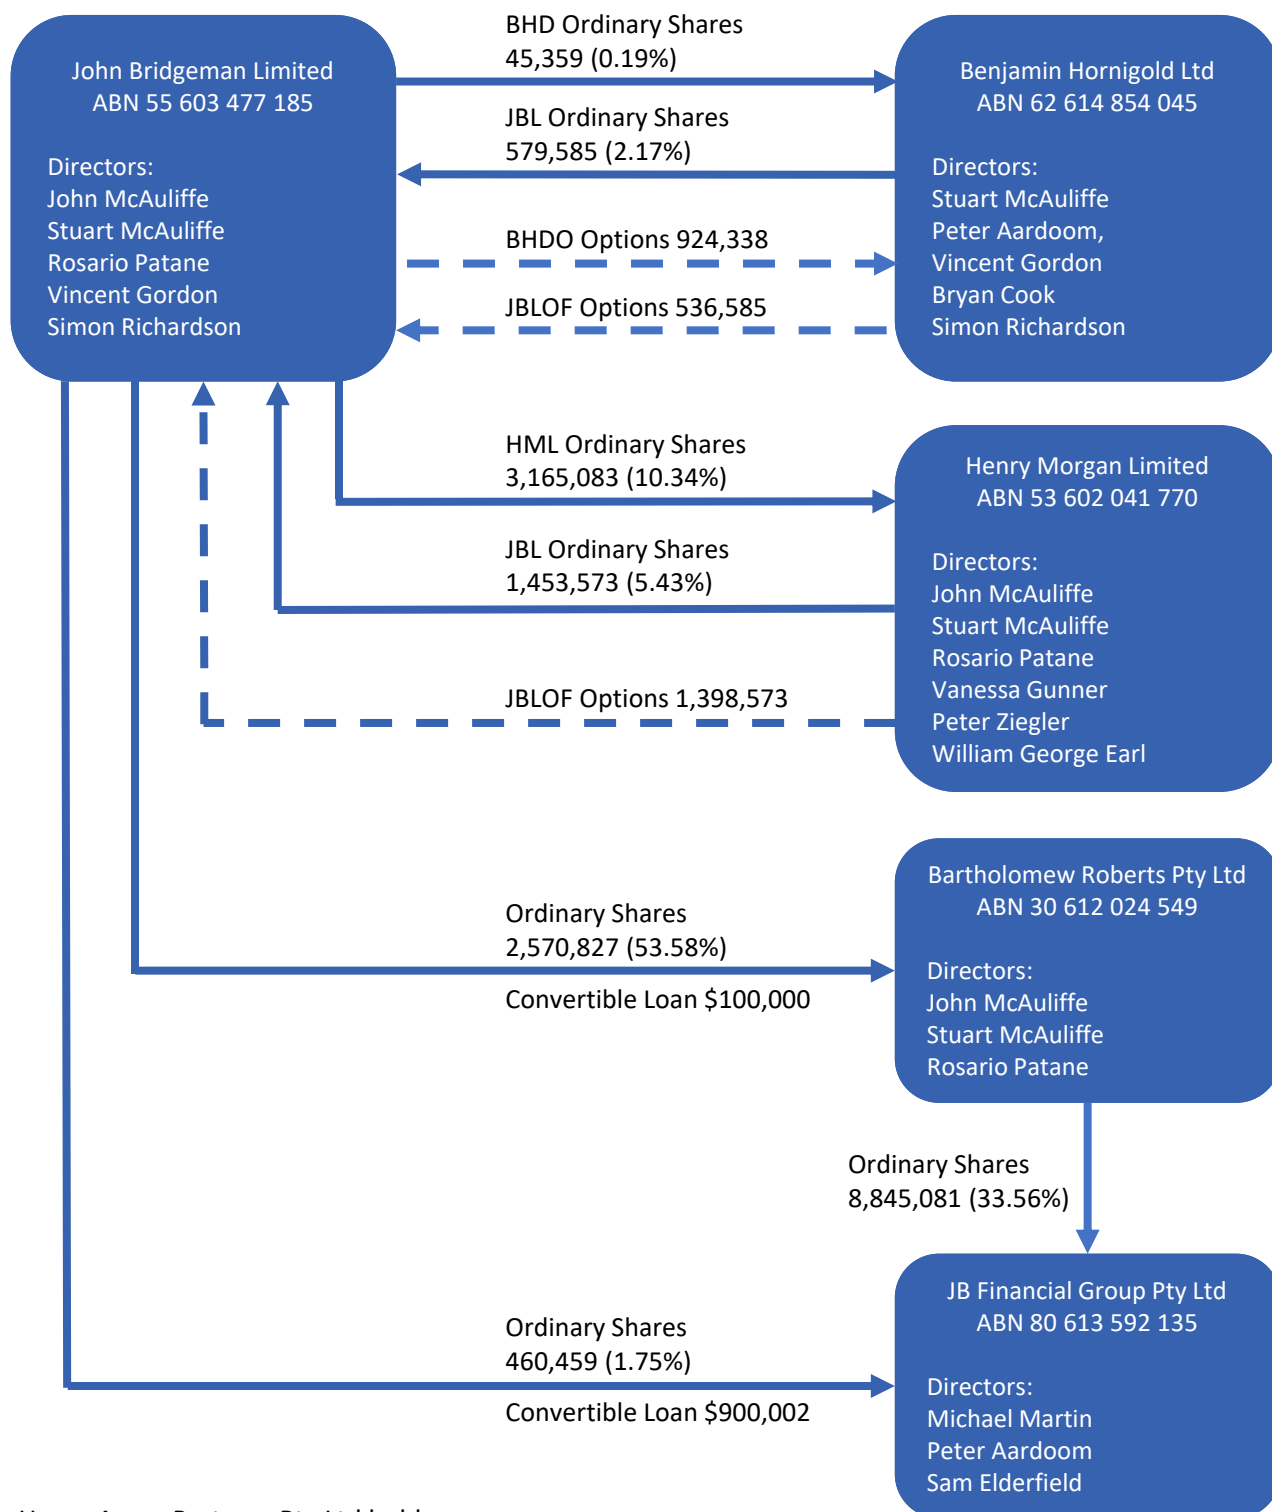 John Bridgeman Limited
ABN 55 603 477 185
Directors:
John McAuliffe
Stuart McAuliffe
Rosario Patane
Vincent Gordon
Simon Richardson
BHD Ordinary Shares
45,359 (0.19%)
JBL Ordinary Shares
579,585 (2.17%)
BHDO Options 924,338
JBLOF Options 536,585
Benjamin Hornigold Ltd
ABN 62 614 854 045
Directors:
Stuart McAuliffe
Peter Aardoom,
Vincent Gordon
Bryan Cook
Simon Richardson
HML Ordinary Shares
3,165,083 (10.34%)
JBL Ordinary Shares
1,453,573 (5.43%)
JBLOF Options 1,398,573
Henry Morgan Limited
ABN 53 602 041 770
Directors:
John McAuliffe
Stuart McAuliffe
Rosario Patane
Vanessa Gunner
Peter Ziegler
William George Earl
Ordinary Shares
2,570,827 (53.58%)
Convertible Loan $100,000
Bartholomew Roberts Pty Ltd
ABN 30 612 024 549
Directors:
John McAuliffe
Stuart McAuliffe
Rosario Patane
Ordinary Shares
8,845,081 (33.56%)
Ordinary Shares
460,459 (1.75%)
Convertible Loan $900,002
JB Financial Group Pty Ltd
ABN 80 613 592 135
Directors:
Michael Martin
Peter Aardoom
Sam Elderfield